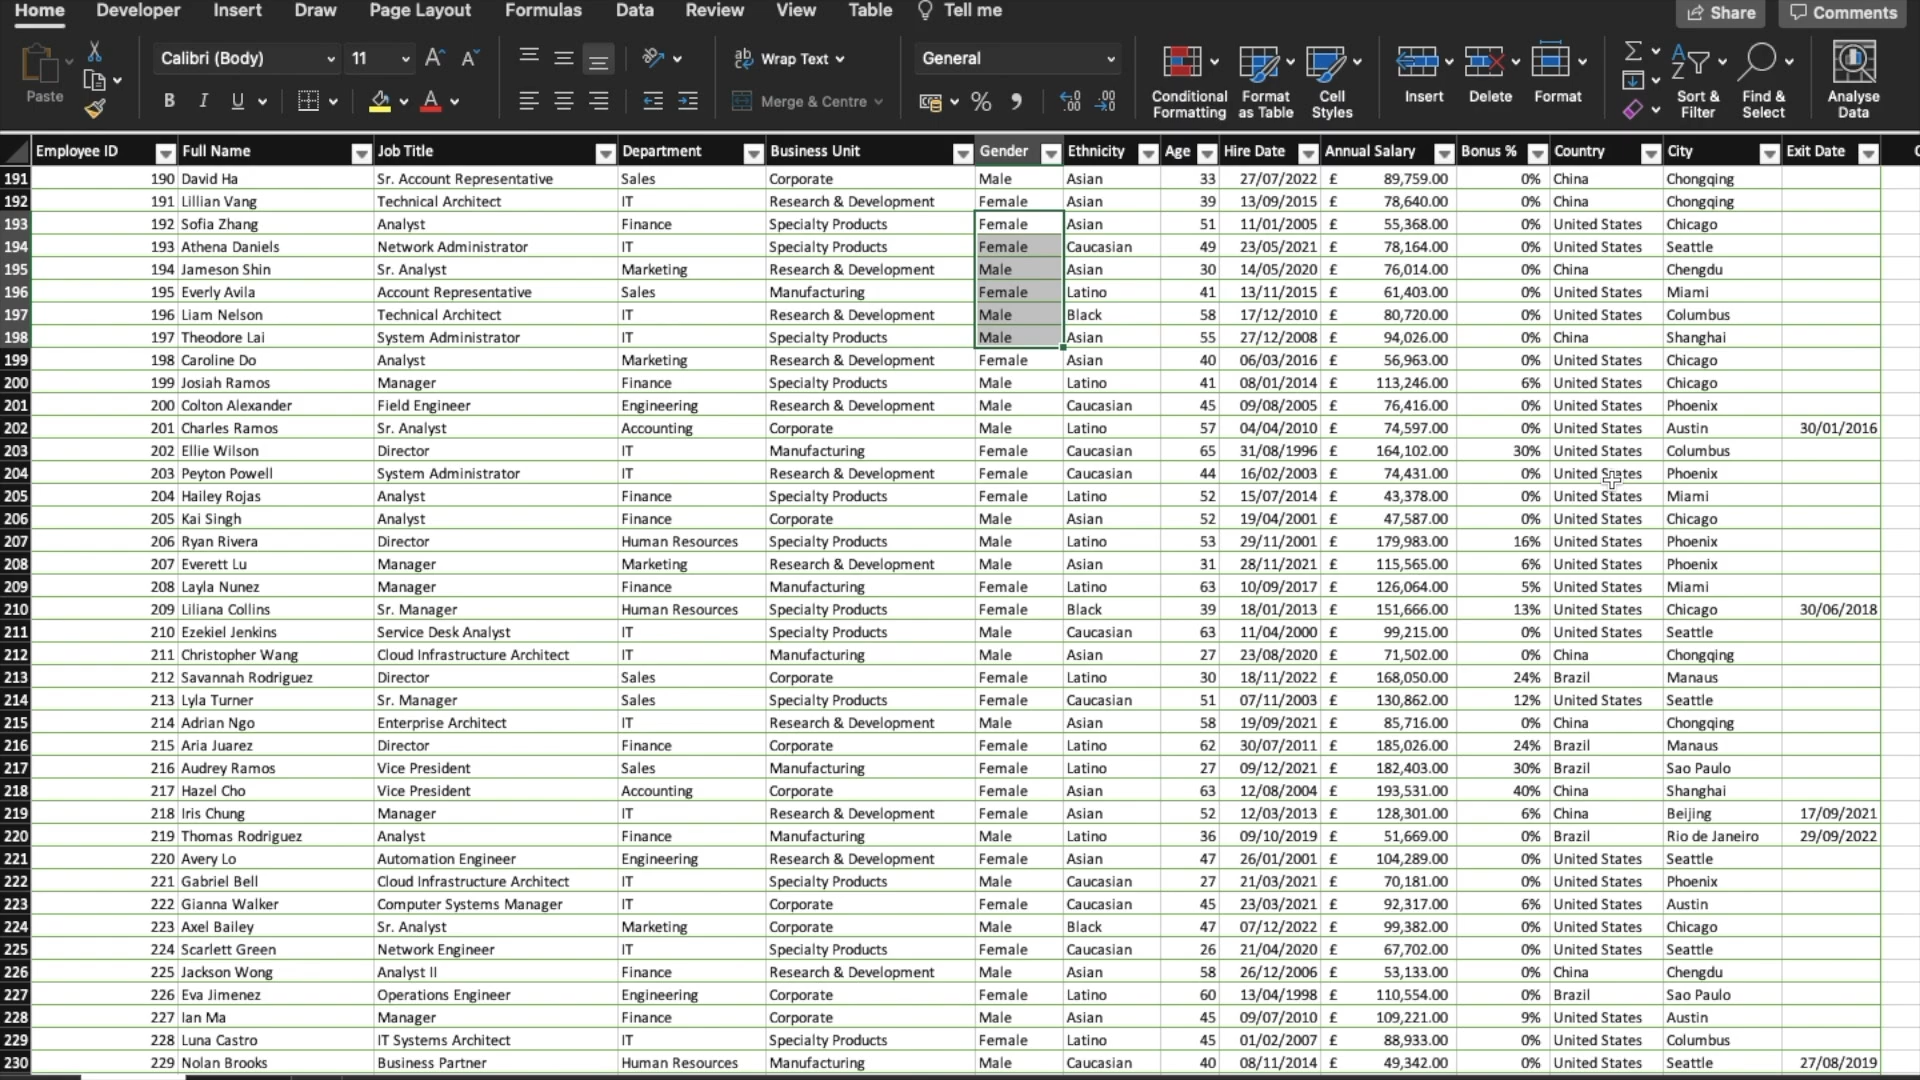 Home Developer Insert Draw Page Layout Formulas Data Review View Table Tell me Share Comments
Paste Calibri (Body) 11 A A Wrap Text General
B I U A Merge & Centre % Conditional Formatting Format as Table Cell Styles Insert Delete Format Sort & Filter Find & Select Analyse Data
Employee ID Full Name Job Title Department Business Unit Gender Ethnicity Age Hire Date Annual Salary Bonus % Country City Exit Date
191 190 David Ha Sr. Account Representative Sales Corporate Male Asian 33 27/07/2022 £ 89,759.00 0% China Chongqing
192 191 Lillian Vang Technical Architect IT Research & Development Female Asian 39 13/09/2015 £ 78,640.00 0% China Chongqing
193 192 Sofia Zhang Analyst Finance Specialty Products Female Asian 51 11/01/2005 £ 55,368.00 0% United States Chicago
194 193 Athena Daniels Network Administrator IT Specialty Products Female Caucasian 49 23/05/2021 £ 78,164.00 0% United States Seattle
195 194 Jameson Shin Sr. Analyst Marketing Research & Development Male Asian 30 14/05/2020 £ 76,014.00 0% China Chengdu
196 195 Everly Avila Account Representative Sales Manufacturing Female Latino 41 13/11/2015 £ 61,403.00 0% United States Miami
197 196 Liam Nelson Technical Architect IT Research & Development Male Black 58 17/12/2010 £ 80,720.00 0% United States Columbus
198 197 Theodore Lai System Administrator IT Specialty Products Male Asian 55 27/12/2008 £ 94,026.00 0% China Shanghai
199 198 Caroline Do Analyst Marketing Research & Development Female Asian 40 06/03/2016 £ 56,963.00 0% United States Chicago
200 199 Josiah Ramos Manager Finance Specialty Products Male Latino 41 08/01/2014 £ 113,246.00 6% United States Chicago
201 200 Colton Alexander Field Engineer Engineering Research & Development Male Caucasian 45 09/08/2005 £ 76,416.00 0% United States Phoenix
202 201 Charles Ramos Sr. Analyst Accounting Corporate Male Latino 57 04/04/2010 £ 74,597.00 0% United States Austin 30/01/2016
203 202 Ellie Wilson Director IT Manufacturing Female Caucasian 65 31/08/1996 £ 164,102.00 30% United States Columbus
204 203 Peyton Powell System Administrator IT Research & Development Female Caucasian 44 16/02/2003 £ 74,431.00 0% United States Phoenix
205 204 Hailey Rojas Analyst Finance Specialty Products Female Latino 52 15/07/2014 £ 43,378.00 0% United States Miami
206 205 Kai Singh Analyst Finance Corporate Male Asian 52 19/04/2001 £ 47,587.00 0% United States Chicago
207 206 Ryan Rivera Director Human Resources Specialty Products Male Latino 53 29/11/2001 £ 179,983.00 16% United States Phoenix
208 207 Everett Lu Manager Marketing Research & Development Male Asian 31 28/11/2021 £ 115,565.00 6% United States Phoenix
209 208 Layla Nunez Manager Finance Manufacturing Female Latino 63 10/09/2017 £ 126,064.00 5% United States Miami
210 209 Liliana Collins Sr. Manager Human Resources Specialty Products Female Black 39 18/01/2013 £ 151,666.00 13% United States Chicago 30/06/2018
211 210 Ezekiel Jenkins Service Desk Analyst IT Specialty Products Male Caucasian 63 11/04/2000 £ 99,215.00 0% United States Seattle
212 211 Christopher Wang Cloud Infrastructure Architect IT Manufacturing Male Asian 27 23/08/2020 £ 71,502.00 0% China Chongqing
213 212 Savannah Rodriguez Director Sales Corporate Female Latino 30 18/11/2022 £ 168,050.00 24% Brazil Manaus
214 213 Lyla Turner Sr. Manager Sales Specialty Products Female Caucasian 51 07/11/2003 £ 130,862.00 12% United States Seattle
215 214 Adrian Ngo Enterprise Architect IT Research & Development Male Asian 58 19/09/2021 £ 85,716.00 0% China Chongqing
216 215 Aria Juarez Director Finance Corporate Female Latino 62 30/07/2011 £ 185,026.00 24% Brazil Manaus
217 216 Audrey Ramos Vice President Sales Manufacturing Female Latino 27 09/12/2021 £ 182,403.00 30% Brazil Sao Paulo
218 217 Hazel Cho Vice President Accounting Corporate Female Asian 63 12/08/2004 £ 193,531.00 40% China Shanghai
219 218 Iris Chung Manager IT Research & Development Female Asian 52 12/03/2013 £ 128,301.00 6% China Beijing 17/09/2021
220 219 Thomas Rodriguez Analyst Finance Manufacturing Male Latino 36 09/10/2019 £ 51,669.00 0% Brazil Rio de Janeiro 29/09/2022
221 220 Avery Lo Automation Engineer Engineering Research & Development Female Asian 47 26/01/2001 £ 104,289.00 0% United States Seattle
222 221 Gabriel Bell Cloud Infrastructure Architect IT Specialty Products Male Caucasian 27 21/03/2021 £ 70,181.00 0% United States Phoenix
223 222 Gianna Walker Computer Systems Manager IT Corporate Female Caucasian 45 23/03/2021 £ 92,317.00 6% United States Austin
224 223 Axel Bailey Sr. Analyst Marketing Corporate Male Black 47 07/12/2022 £ 99,382.00 0% United States Chicago
225 224 Scarlett Green Network Engineer IT Specialty Products Female Caucasian 26 21/04/2020 £ 67,702.00 0% United States Seattle
226 225 Jackson Wong Analyst II Finance Research & Development Male Asian 58 26/12/2006 £ 53,133.00 0% China Chengdu
227 226 Eva Jimenez Operations Engineer Engineering Corporate Female Latino 60 13/04/1998 £ 110,554.00 0% Brazil Sao Paulo
228 227 Ian Ma Manager Finance Corporate Male Asian 45 09/07/2010 £ 109,221.00 9% United States Austin
229 228 Luna Castro IT Systems Architect IT Specialty Products Female Latino 45 01/02/2007 £ 88,933.00 0% United States Columbus
230 229 Nolan Brooks Business Partner Human Resources Manufacturing Male Caucasian 40 08/11/2014 £ 49,342.00 0% United States Seattle 27/08/2019